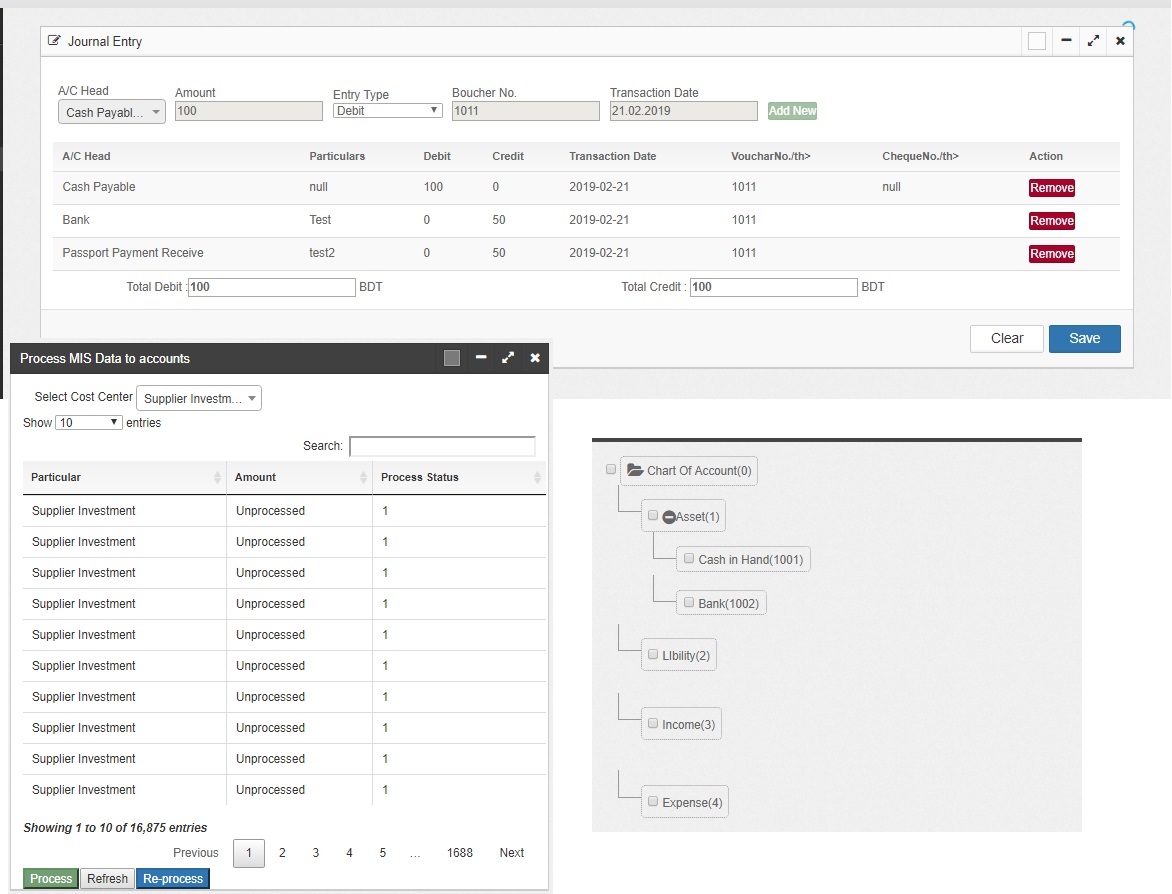 Journal Entry
A/C Head Amount Entry Type Boucher No. Transaction Date
Cash Payabl... 100 Debit 1011 21.02.2019 Add New
A/C Head Particulars Debit Credit Transaction Date VoucharNo./th> ChequeNo./th> Action
Cash Payable null 100 0 2019-02-21 1011 null Remove
Bank Test 0 50 2019-02-21 1011 Remove
Passport Payment Receive test2 0 50 2019-02-21 1011 Remove
Total Debit : 100 BDT Total Credit : 100 BDT
Clear Save
Process MIS Data to accounts
Select Cost Center Supplier Investm...
Show 10 entries
Search:
Particular Amount Process Status
Supplier Investment Unprocessed 1
Supplier Investment Unprocessed 1
Supplier Investment Unprocessed 1
Supplier Investment Unprocessed 1
Supplier Investment Unprocessed 1
Supplier Investment Unprocessed 1
Supplier Investment Unprocessed 1
Supplier Investment Unprocessed 1
Supplier Investment Unprocessed 1
Supplier Investment Unprocessed 1
Showing 1 to 10 of 16,875 entries
Previous 1 2 3 4 5 ... 1688 Next
Process Refresh Re-process
Chart Of Account(0)
Asset(1)
Cash in Hand(1001)
Bank(1002)
LIbility(2)
Income(3)
Expense(4)